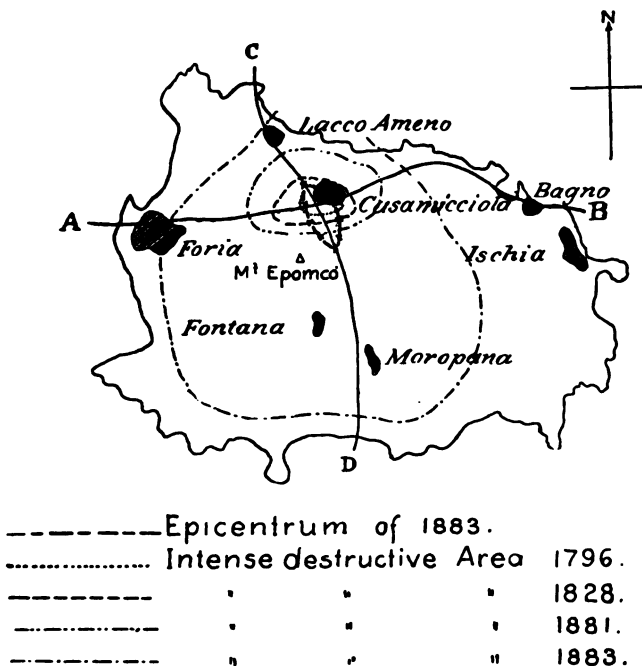 N
C
Lacco Ameno
Cusamicciola
Bagno
A
B
Foria
Ischia
Mt Epomco
Fontana
Moropana
D
Epicentrum of 1883.
Intense destructive Area 1796.
" " " 1828.
" " " 1881.
" " " 1883.